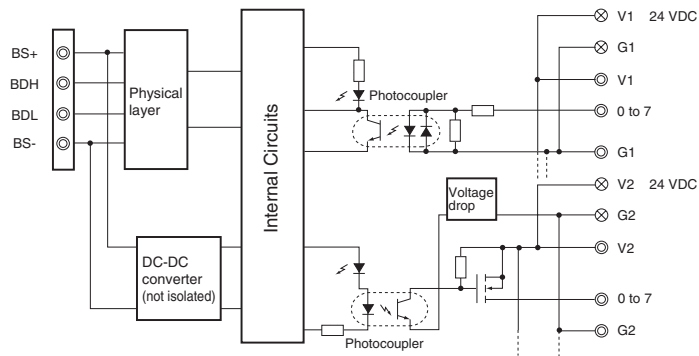 BS+
BDH
BDL
BS-
Physical
layer
DC-DC
converter
(not isolated)
Internal Circuits
Photocoupler
Voltage
drop
Photocoupler
V1 24 VDC
G1
V1
0 to 7
G1
V2 24 VDC
G2
V2
0 to 7
G2